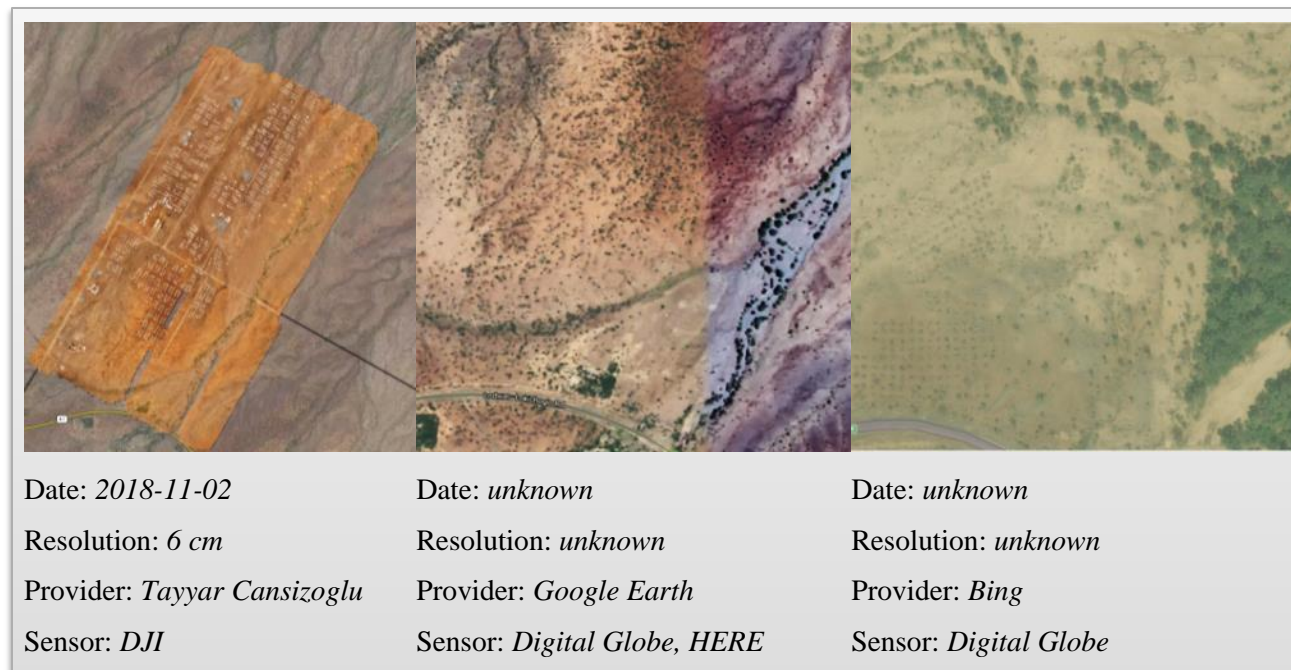 Date: 2018-11-02
Resolution: 6 cm
Provider: Tayyar Cansizoglu
Sensor: DJI
Date: unknown
Resolution: unknown
Provider: Google Earth
Sensor: Digital Globe, HERE
Date: unknown
Resolution: unknown
Provider: Bing
Sensor: Digital Globe